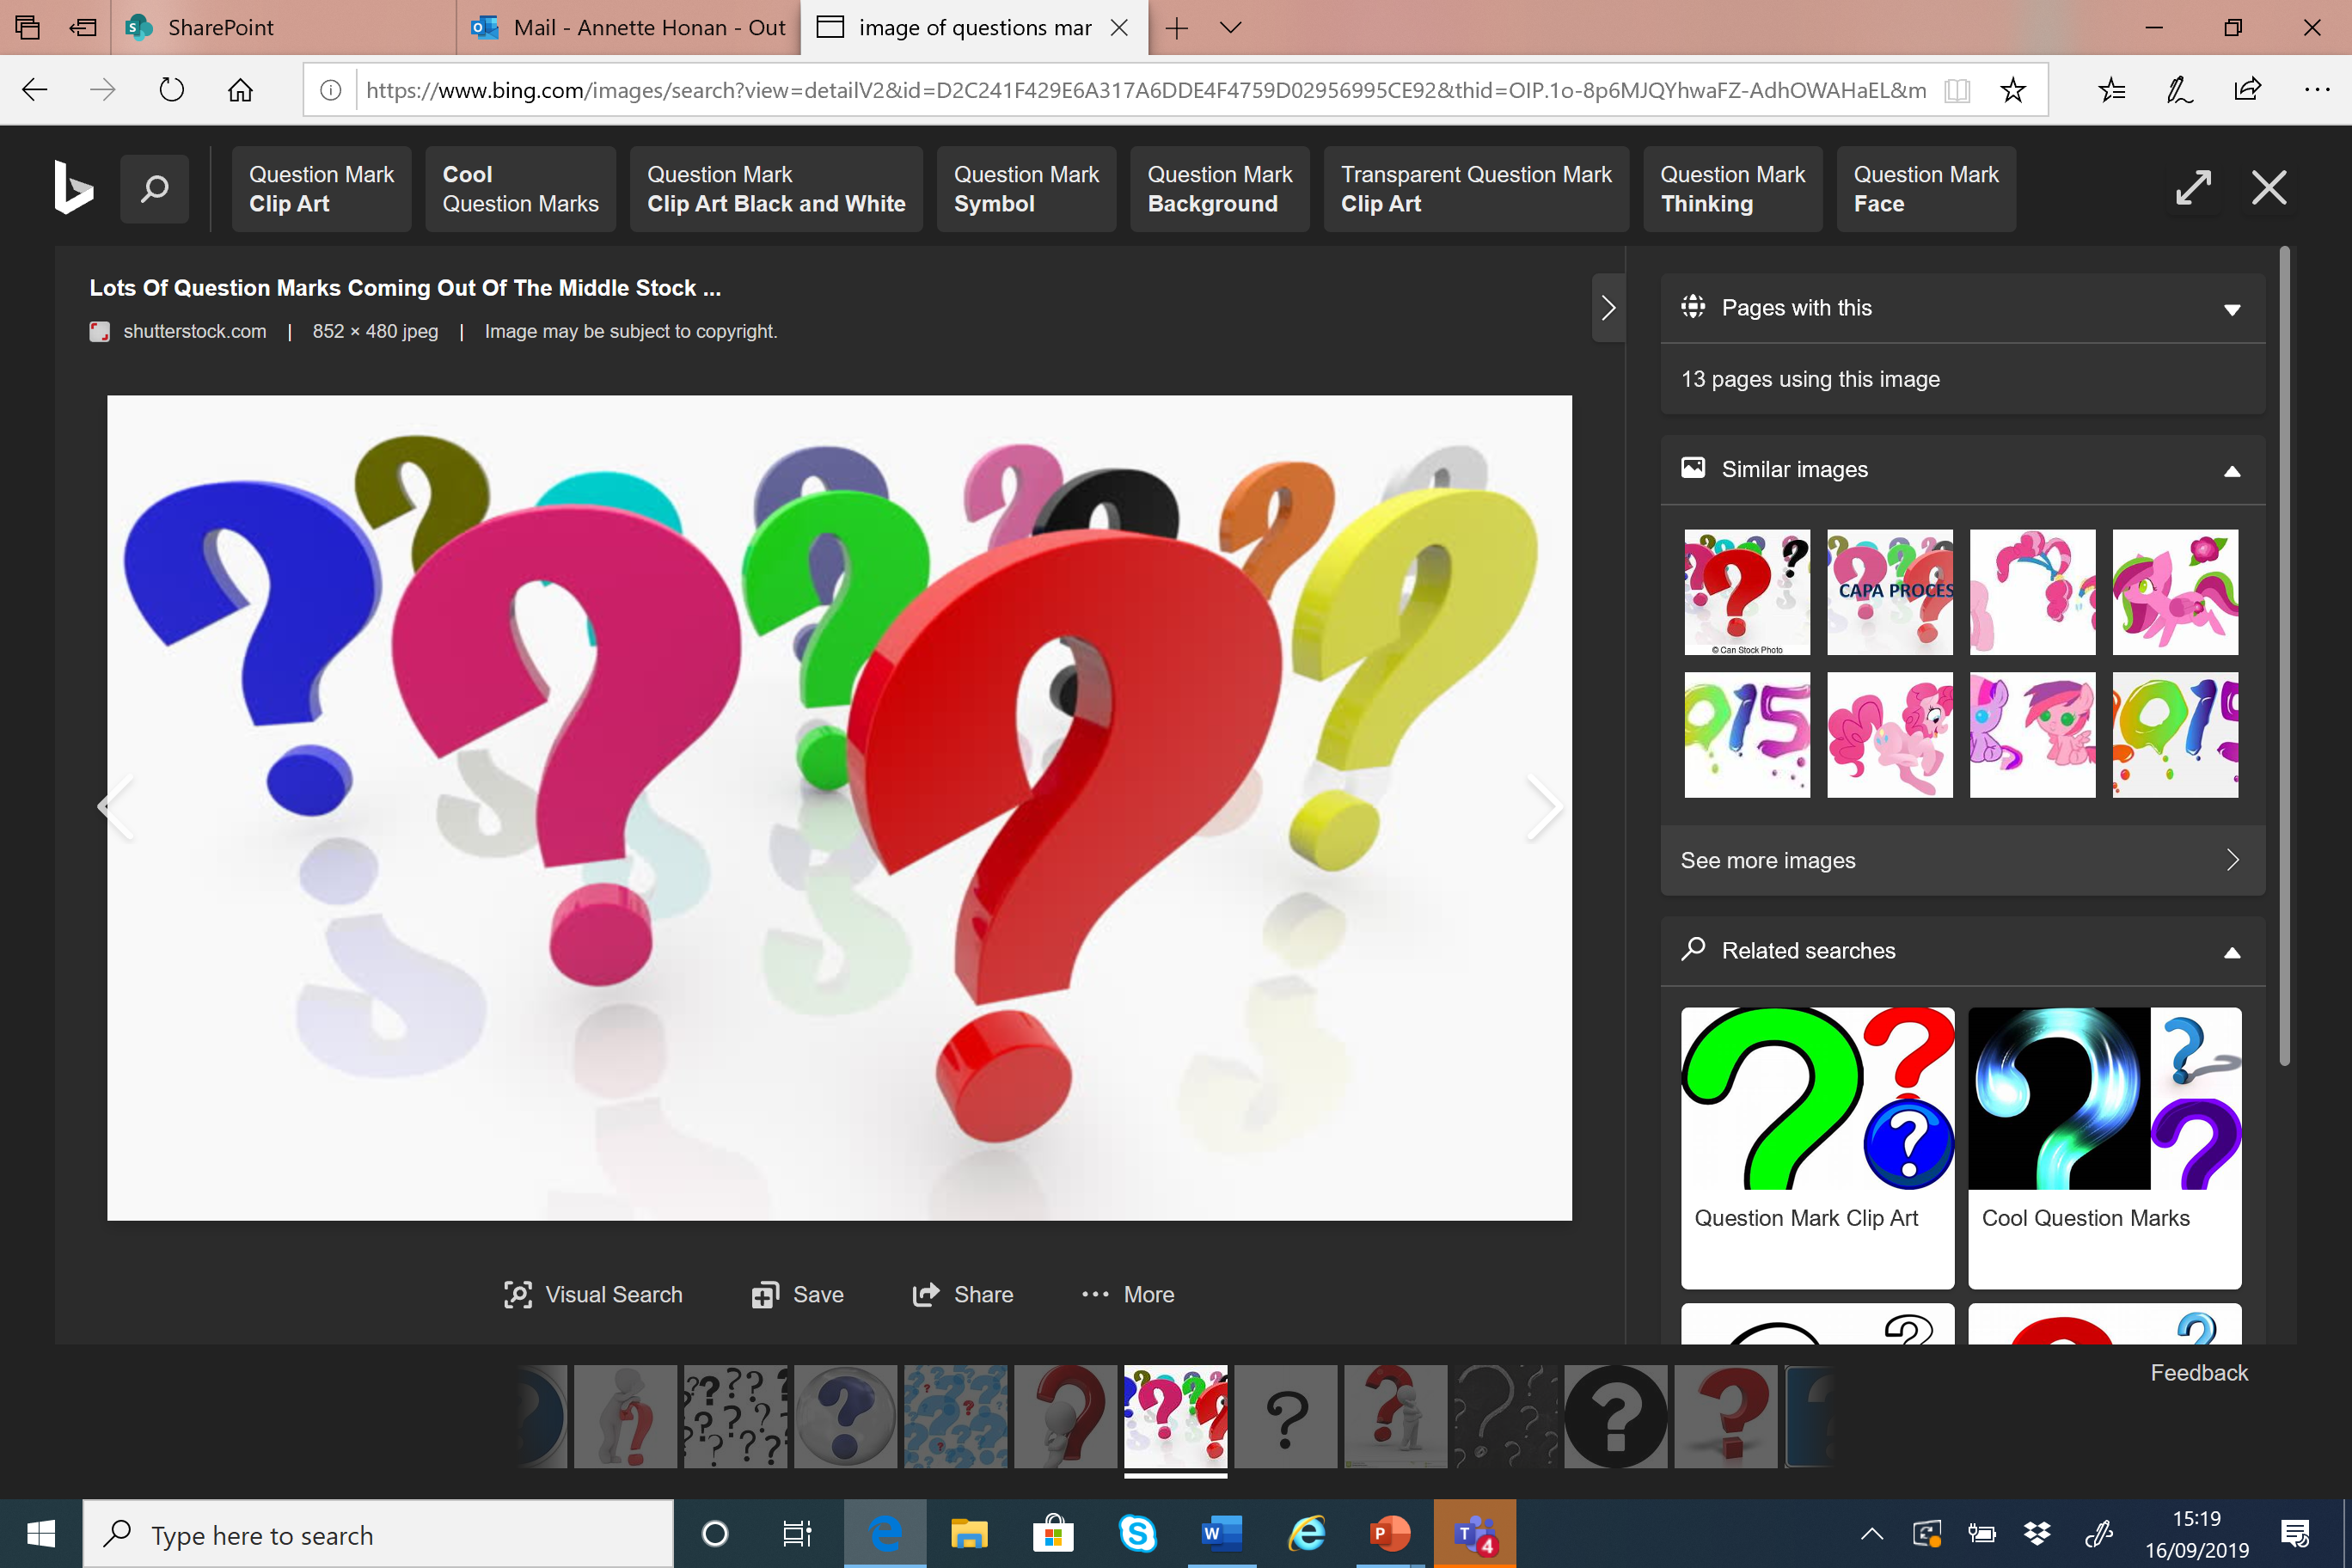 SharePoint
Mail - Annette Honan - Out
image of questions mar
https://www.bing.com/images/search?view=detailV2&id=D2C241F429E6A317A6DDE4F4759D02956995CE92&thid=OIP.1o-8p6MJQYhwaFZ-AdhOWAHaEL&m
Question Mark
Clip Art
Cool
Question Marks
Question Mark
Clip Art Black and White
Question Mark
Symbol
Question Mark
Background
Transparent Question Mark
Clip Art
Question Mark
Thinking
Question Mark
Face
Lots Of Question Marks Coming Out Of The Middle Stock ...
shutterstock.com | 852 × 480 jpeg | Image may be subject to copyright.
Pages with this
13 pages using this image
Similar images
© Can Stock Photo
CAPA PROCES
See more images
Related searches
Question Mark Clip Art
Cool Question Marks
Visual Search
Save
Share
More
Feedback
Type here to search
4
15:19
16/09/2019